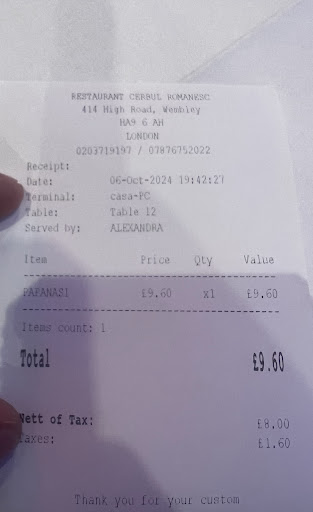 RESTAURANT CERBUL ROMANESC
414 High Road, Wembley
HA9 6 AH
LONDON
0203719197 / 07876752022
Receipt:
Date: 06-Oct-2024 19:42:27
Terminal: casa-PC
Table: Table 12
Served by: ALEXANDRA
Item Price Qty Value
PAPANASI £9.60 x1 £9.60
Items count: 1
Total £9.60
Nett of Tax: £8.00
Taxes: £1.60
Thank you for your custom